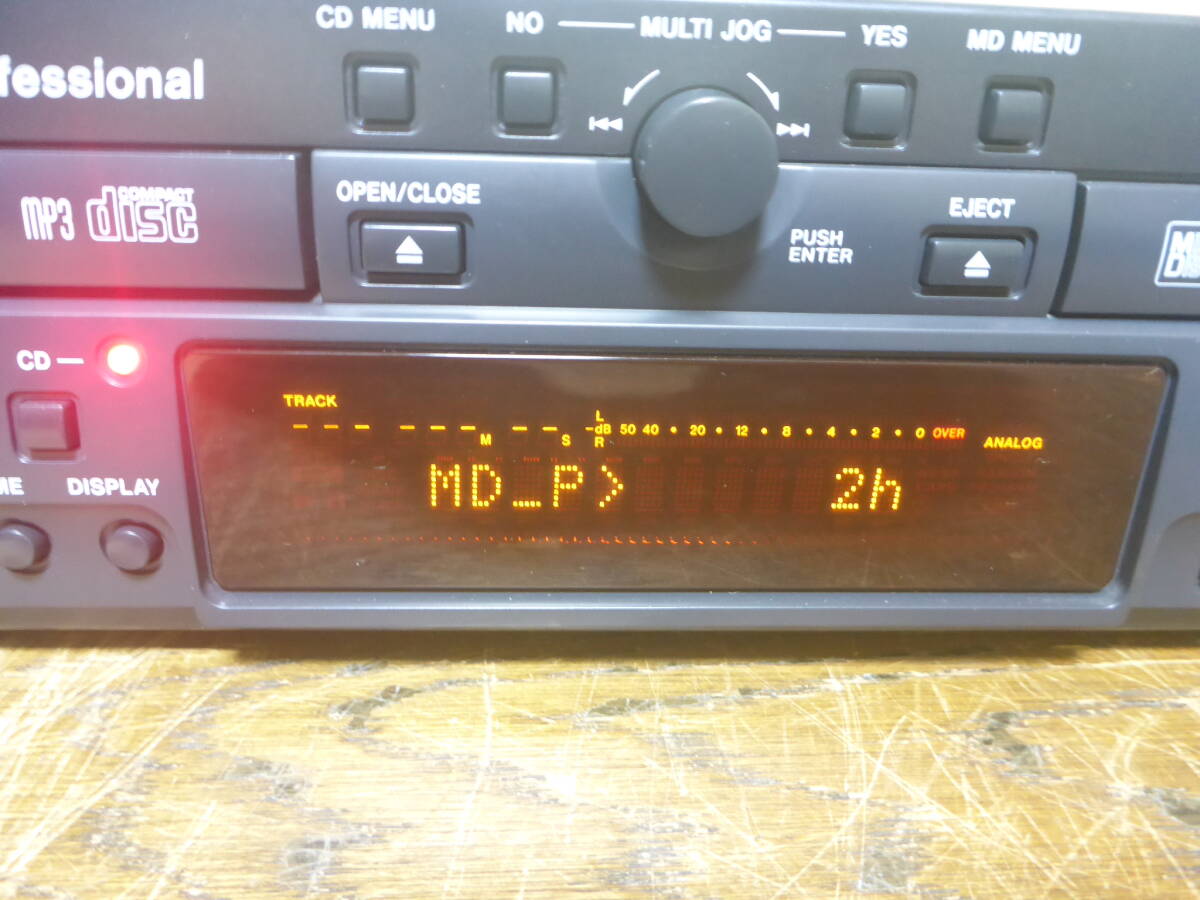 CD MENU NO MULTI JOG YES MD MENU
fessional
MP3 COMPACT disc
OPEN/CLOSE
EJECT
PUSH
ENTER
CD
TRACK
--- --- -- M S L -dB R 50 40 • 20 • 12 • 8 • 4 • 2 • 0 OVER
ANALOG
MD_P> 2h
ME DISPLAY